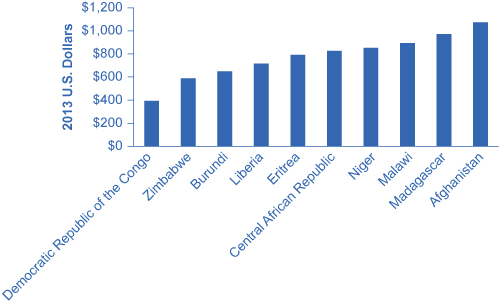 2013 U.S. Dollars
$1,200
$1,000
$800
$600
$400
$200
$0
Democratic Republic of the Congo
Zimbabwe
Burundi
Liberia
Eritrea
Central African Republic
Niger
Malawi
Madagascar
Afghanistan